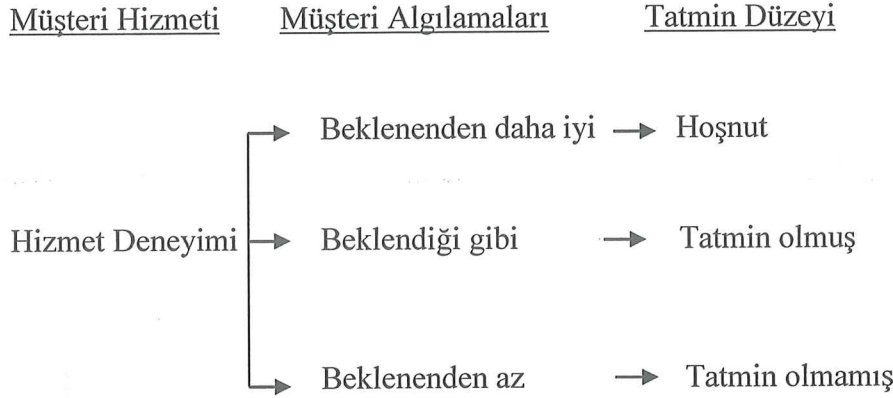 Müşteri Hizmeti Müşteri Algılamaları Tatmin Düzeyi
Beklenenden daha iyi Hoşnut
Hizmet Deneyimi Beklendiği gibi Tatmin olmuş
Beklenenden az Tatmin olmamış